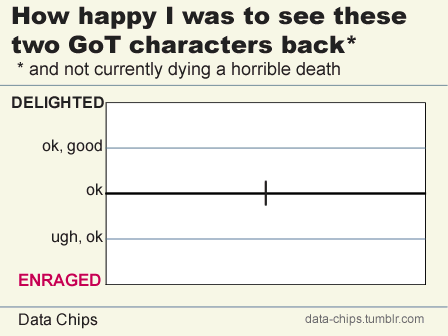 How happy I was to see these
two GoT characters back*
* and not currently dying a horrible death
DELIGHTED
ok, good
ok
ugh, ok
ENRAGED
Data Chips
data-chips.tumblr.com